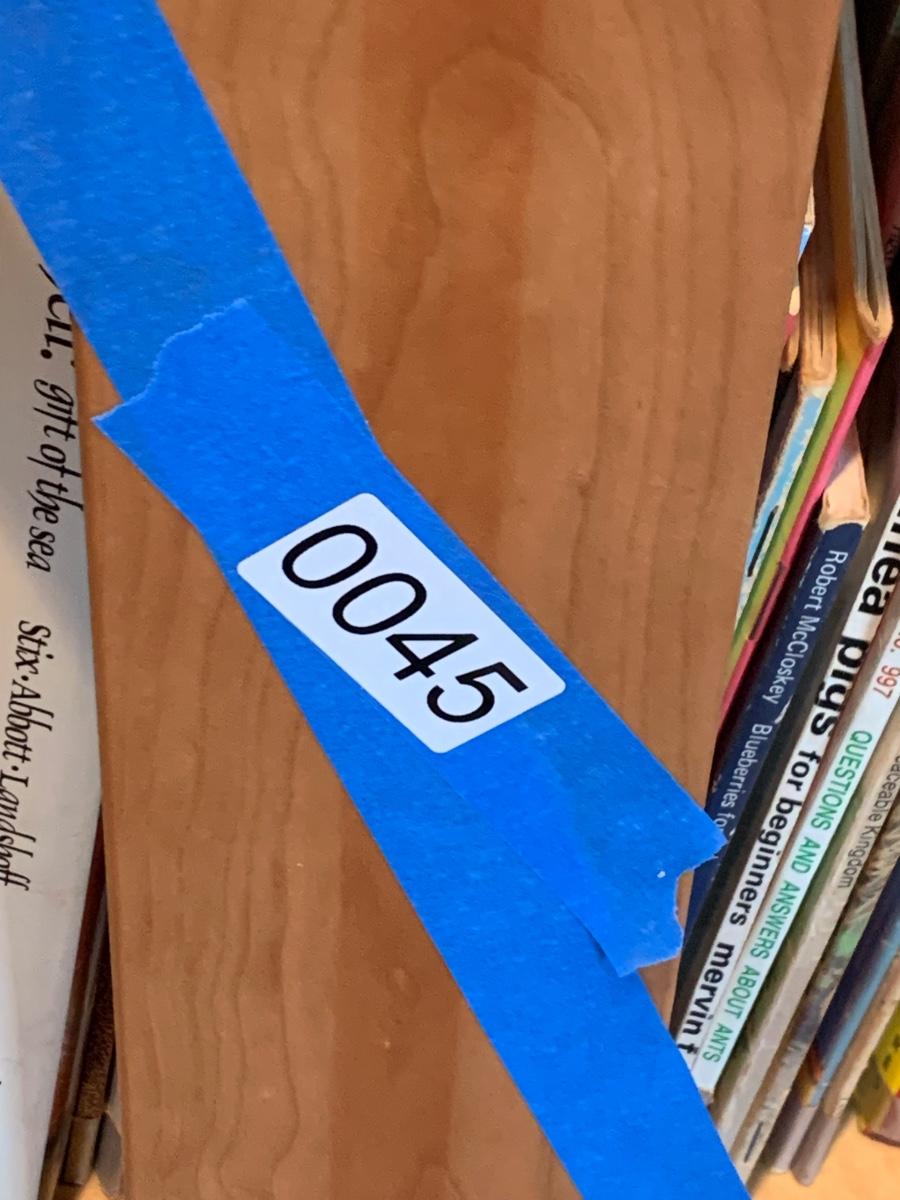 gift of the sea Stix·Abbott·Landshoff
0045
Robert McCloskey Blueberries
pigs for beginners mervin
997
QUESTIONS AND ANSWERS ABOUT ANTS
Kingdom